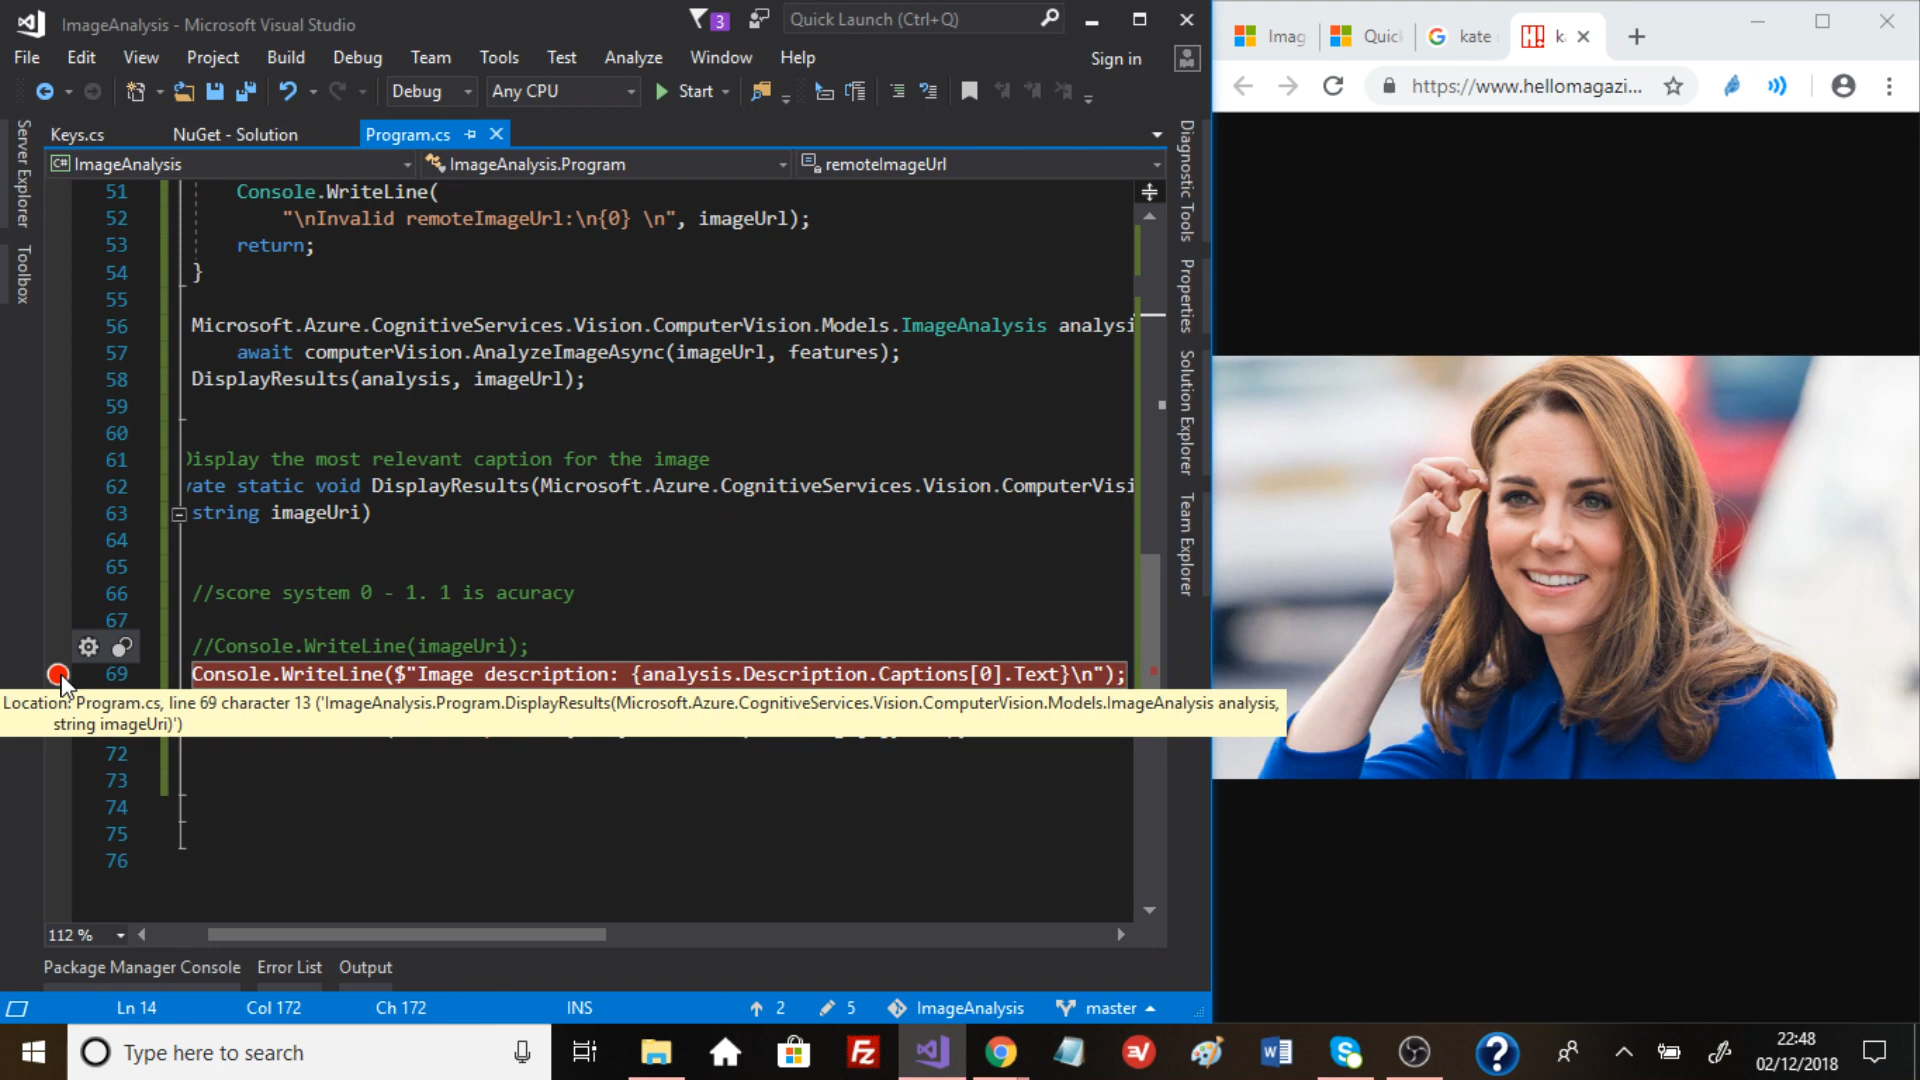 ImageAnalysis - Microsoft Visual Studio
3
Quick Launch (Ctrl+Q)
File Edit View Project Build Debug Team Tools Test Analyze Window Help
Sign in
Debug Any CPU Start
Keys.cs NuGet - Solution Program.cs
C# ImageAnalysis ImageAnalysis.Program remoteImageUrl
Server Explorer
Toolbox
51 Console.WriteLine(
52 "\nInvalid remoteImageUrl:\n{0} \n", imageUrl);
53 return;
54 }
55
56 Microsoft.Azure.CognitiveServices.Vision.ComputerVision.Models.ImageAnalysis analysi
57 await computerVision.AnalyzeImageAsync(imageUrl, features);
58 DisplayResults(analysis, imageUrl);
59
60
61 Display the most relevant caption for the image
62 vate static void DisplayResults(Microsoft.Azure.CognitiveServices.Vision.ComputerVisi
63 string imageUri)
64
65
66 //score system 0 - 1. 1 is acuracy
67
//Console.WriteLine(imageUri);
69 Console.WriteLine($"Image description: {analysis.Description.Captions[0].Text}\n");
Location: Program.cs, line 69 character 13 ('ImageAnalysis.Program.DisplayResults(Microsoft.Azure.CognitiveServices.Vision.ComputerVision.Models.ImageAnalysis analysis,
string imageUri)')
72
73
74
75
76
112 %
Diagnostic Tools
Properties
Solution Explorer
Team Explorer
Package Manager Console Error List Output
Ln 14 Col 172 Ch 172 INS 2 5 ImageAnalysis master
Imag Quick kate k
https://www.hellomagazi...
Type here to search
22:48
02/12/2018